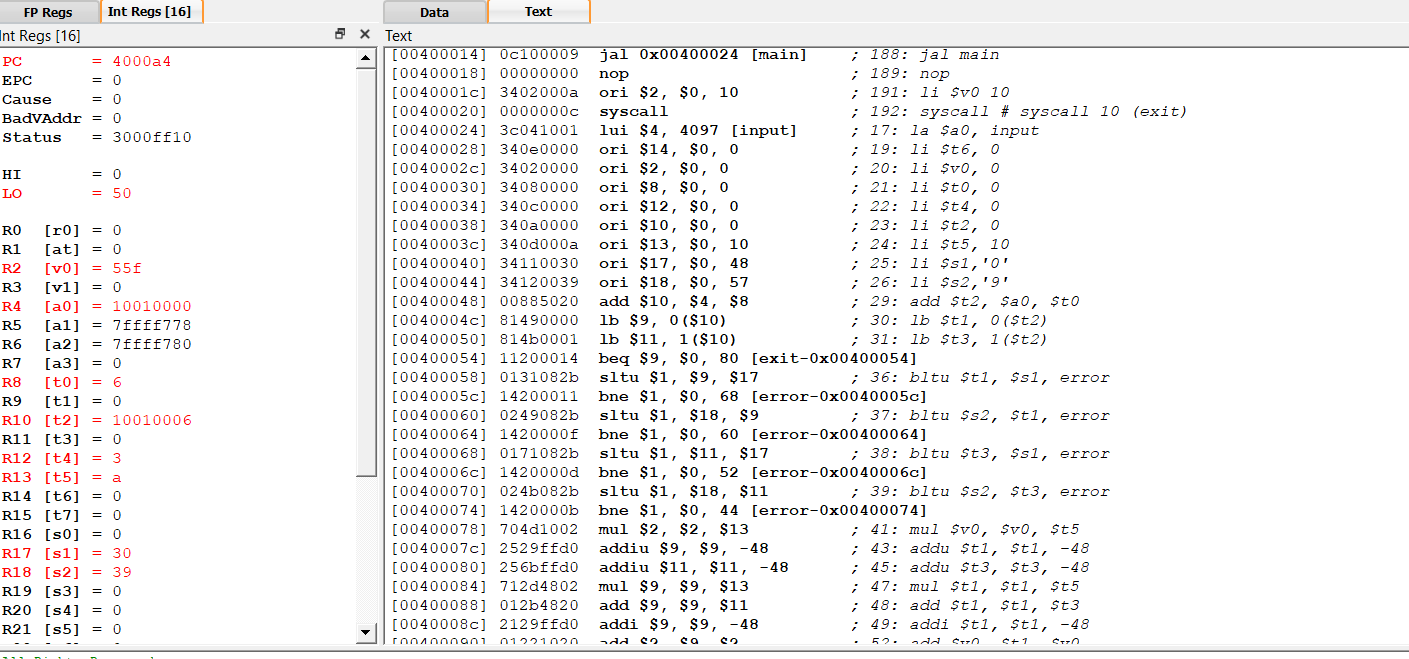 FP Regs Int Regs [16] Data Text
Int Regs [16] Text
PC = 4000a4
EPC = 0
Cause = 0
BadVAddr = 0
Status = 3000ff10
HI = 0
LO = 50
R0 [r0] = 0
R1 [at] = 0
R2 [v0] = 55f
R3 [v1] = 0
R4 [a0] = 10010000
R5 [a1] = 7ffff778
R6 [a2] = 7ffff780
R7 [a3] = 0
R8 [t0] = 6
R9 [t1] = 0
R10 [t2] = 10010006
R11 [t3] = 0
R12 [t4] = 3
R13 [t5] = a
R14 [t6] = 0
R15 [t7] = 0
R16 [s0] = 0
R17 [s1] = 30
R18 [s2] = 39
R19 [s3] = 0
R20 [s4] = 0
R21 [s5] = 0
[00400014] 0c100009 jal 0x00400024 [main] ; 188: jal main
[00400018] 00000000 nop ; 189: nop
[0040001c] 3402000a ori $2, $0, 10 ; 191: li $v0 10
[00400020] 0000000c syscall ; 192: syscall # syscall 10 (exit)
[00400024] 3c041001 lui $4, 4097 [input] ; 17: la $a0, input
[00400028] 340e0000 ori $14, $0, 0 ; 19: li $t6, 0
[0040002c] 34020000 ori $2, $0, 0 ; 20: li $v0, 0
[00400030] 34080000 ori $8, $0, 0 ; 21: li $t0, 0
[00400034] 340c0000 ori $12, $0, 0 ; 22: li $t4, 0
[00400038] 340a0000 ori $10, $0, 0 ; 23: li $t2, 0
[0040003c] 340d000a ori $13, $0, 10 ; 24: li $t5, 10
[00400040] 34110030 ori $17, $0, 48 ; 25: li $s1,'0'
[00400044] 34120039 ori $18, $0, 57 ; 26: li $s2,'9'
[00400048] 00885020 add $10, $4, $8 ; 29: add $t2, $a0, $t0
[0040004c] 81490000 lb $9, 0($10) ; 30: lb $t1, 0($t2)
[00400050] 814b0001 lb $11, 1($10) ; 31: lb $t3, 1($t2)
[00400054] 11200014 beq $9, $0, 80 [exit-0x00400054]
[00400058] 0131082b sltu $1, $9, $17 ; 36: bltu $t1, $s1, error
[0040005c] 14200011 bne $1, $0, 68 [error-0x0040005c]
[00400060] 0249082b sltu $1, $18, $9 ; 37: bltu $s2, $t1, error
[00400064] 1420000f bne $1, $0, 60 [error-0x00400064]
[00400068] 0171082b sltu $1, $11, $17 ; 38: bltu $t3, $s1, error
[0040006c] 1420000d bne $1, $0, 52 [error-0x0040006c]
[00400070] 024b082b sltu $1, $18, $11 ; 39: bltu $s2, $t3, error
[00400074] 1420000b bne $1, $0, 44 [error-0x00400074]
[00400078] 704d1002 mul $2, $2, $13 ; 41: mul $v0, $v0, $t5
[0040007c] 2529ffd0 addiu $9, $9, -48 ; 43: addu $t1, $t1, -48
[00400080] 256bffd0 addiu $11, $11, -48 ; 45: addu $t3, $t3, -48
[00400084] 712d4802 mul $9, $9, $13 ; 47: mul $t1, $t1, $t5
[00400088] 012b4820 add $9, $9, $11 ; 48: add $t1, $t1, $t3
[0040008c] 2129ffd0 addi $9, $9, -48 ; 49: addi $t1, $t1, -48
[00400090] 01221020 add $2, $9, $2 ; 52: add $v0, $t1, $v0